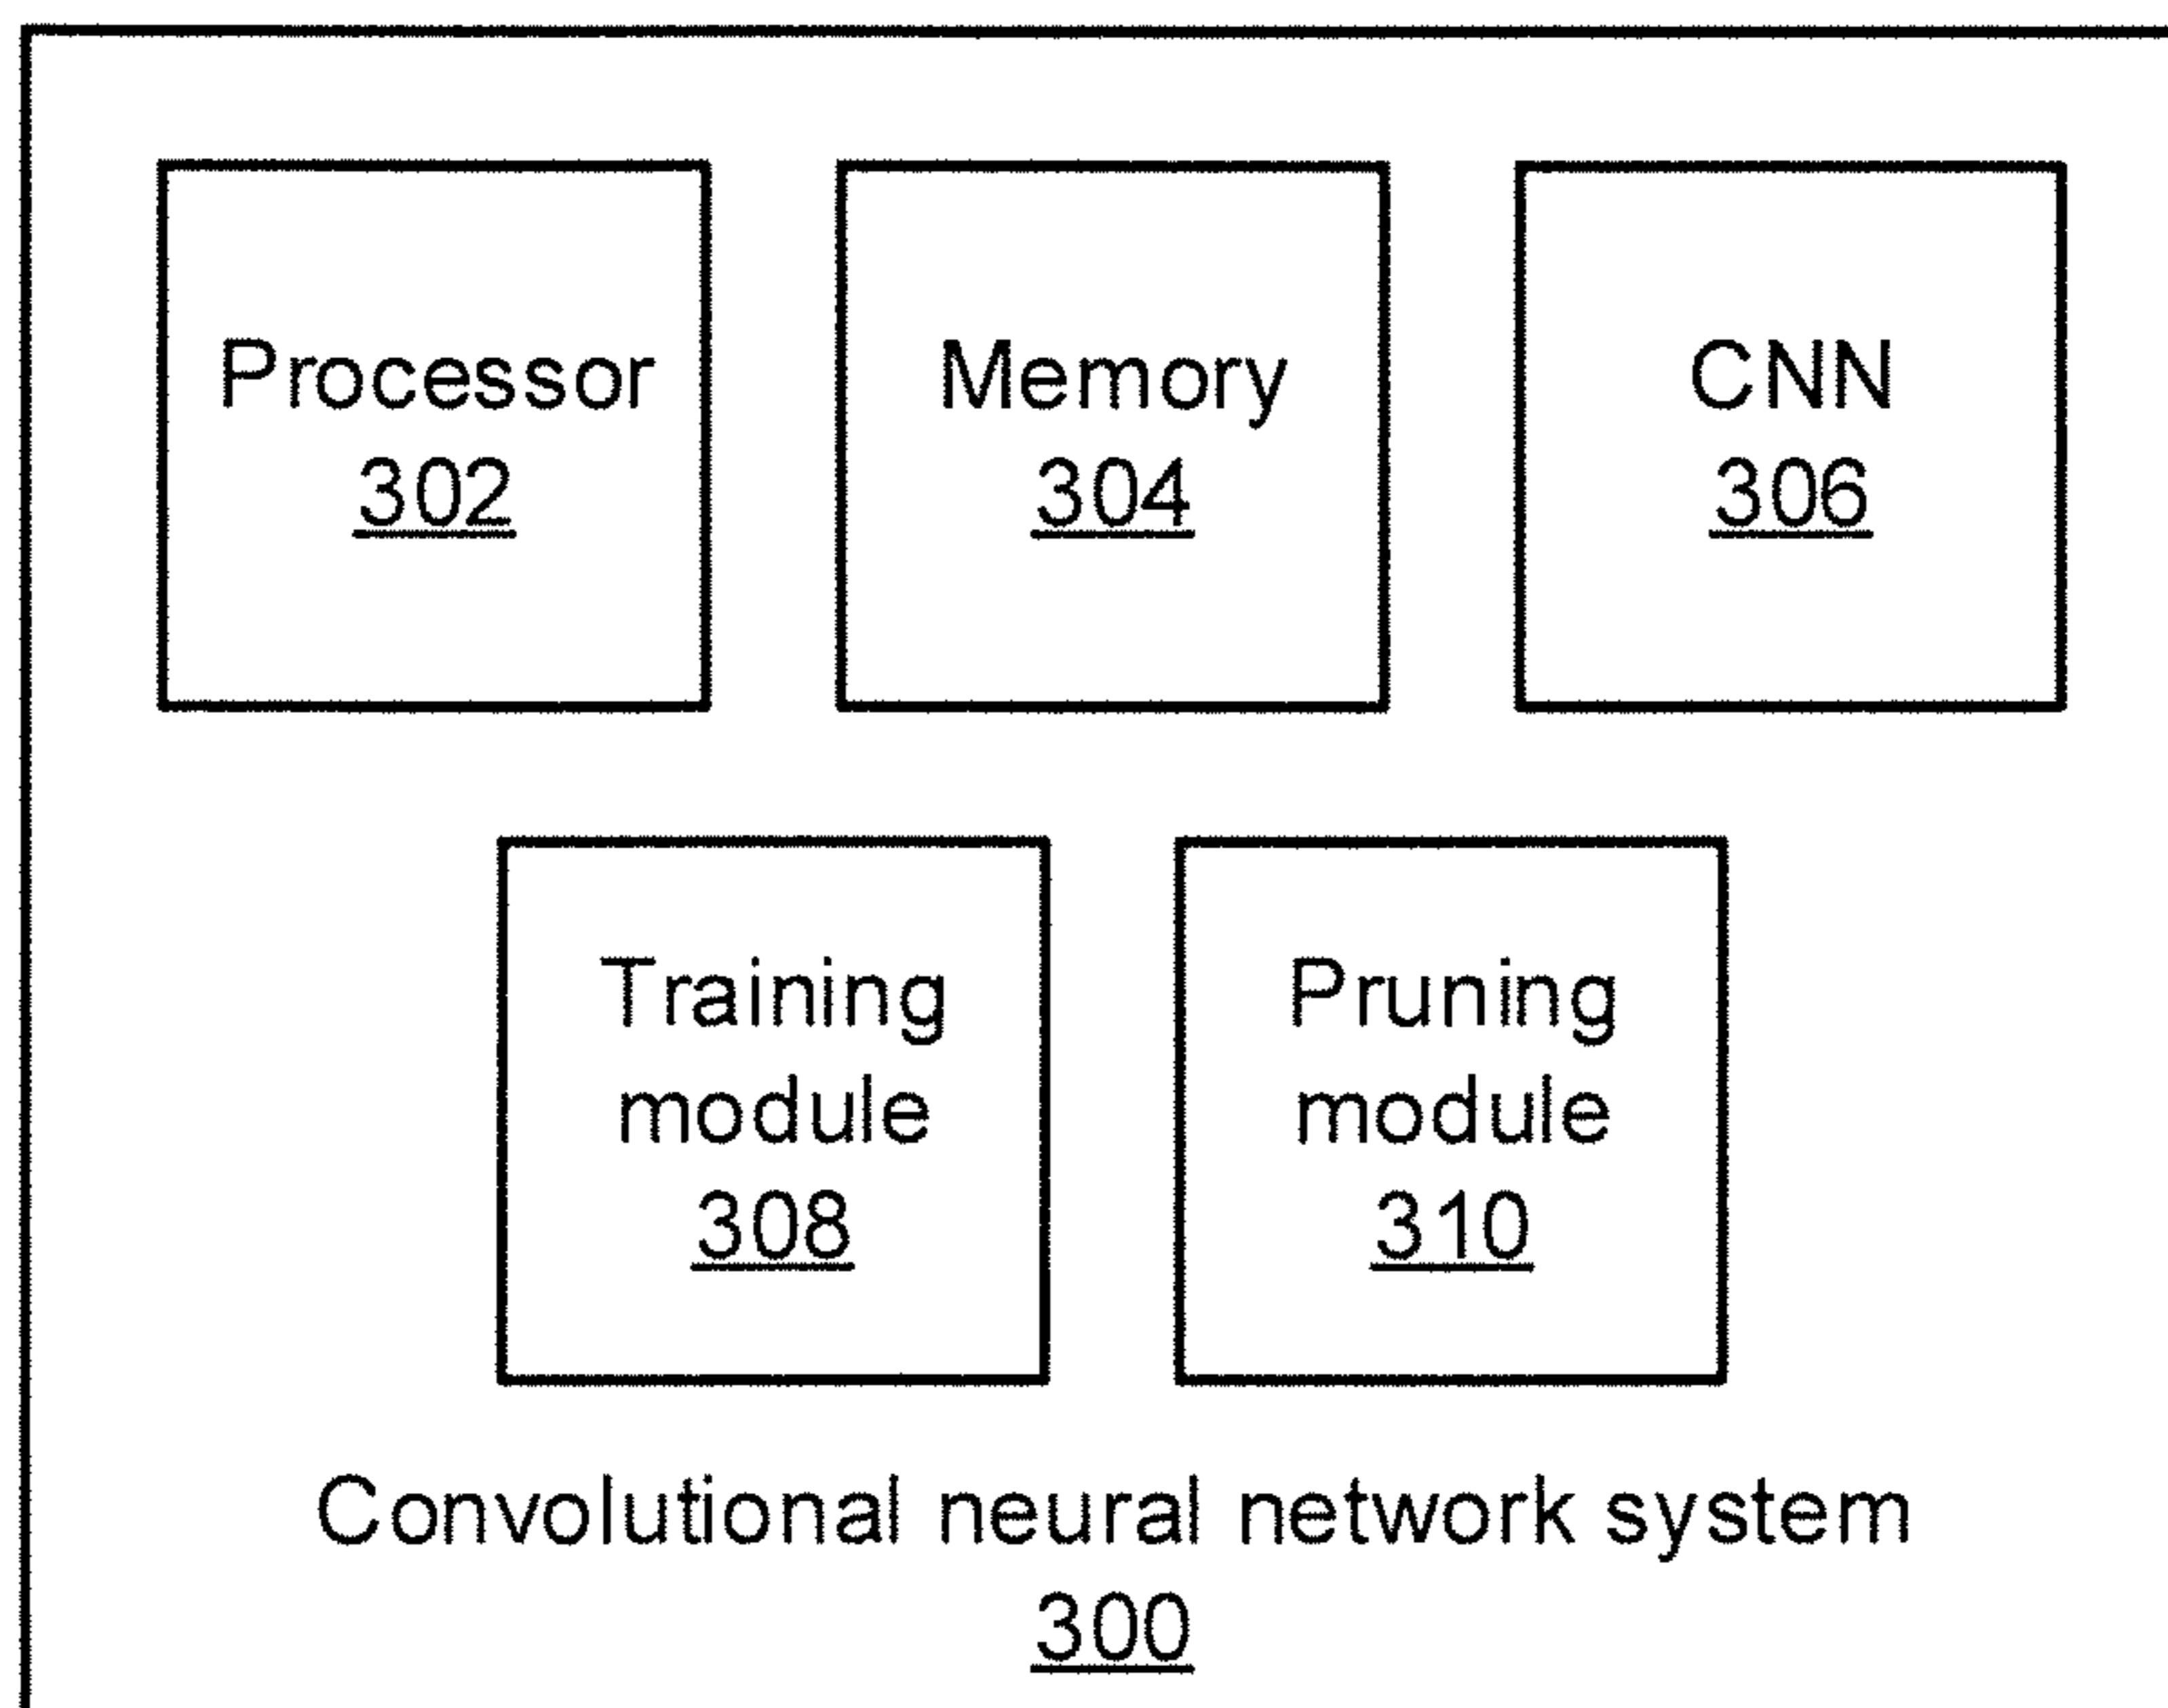 Processor
302
Memory
304
CNN
306
Training
module
308
Pruning
module
310
Convolutional neural network system
300